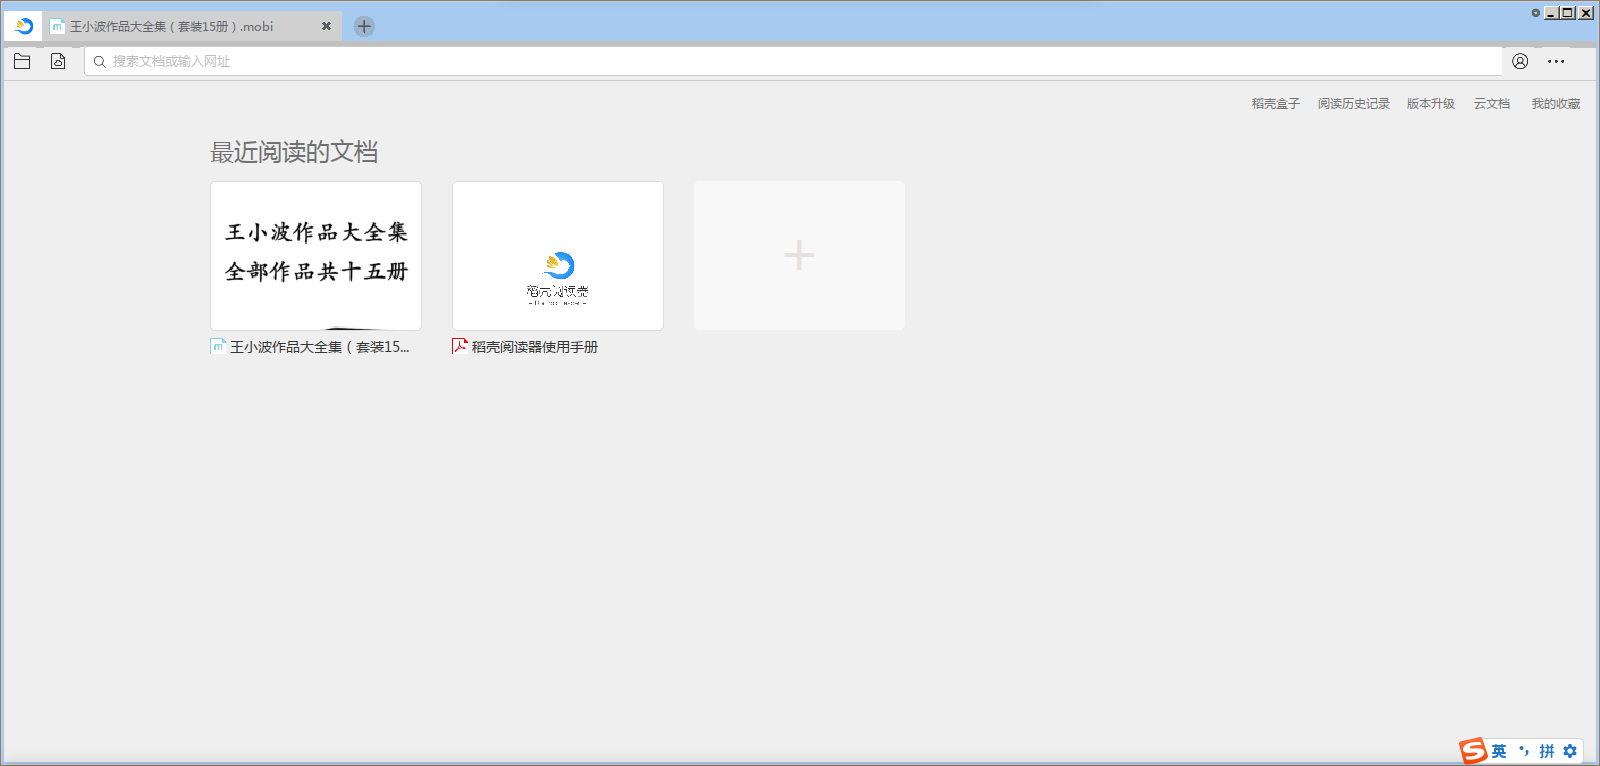 王小波作品大全集（套装15册）.mobi
搜索文档或输入网址
稻壳盒子 阅读历史记录 版本升级 云文档 我的收藏
最近阅读的文档
王小波作品大全集
全部作品共十五册
稻壳阅读器
王小波作品大全集（套装15...
稻壳阅读器使用手册
英 拼